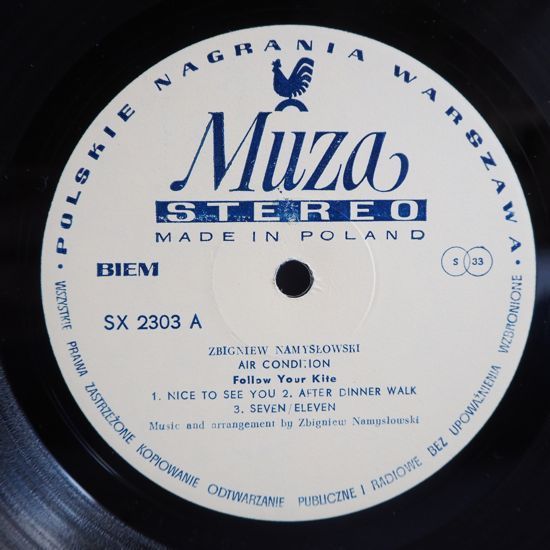 • POLSKIE NAGRANIA WARSZAWA •
Muza
STEREO
MADE IN POLAND
BIEM
S 33
SX 2303 A
ZBIGNIEW NAMYSŁOWSKI
AIR CONDITION
Follow Your Kite
1. NICE TO SEE YOU 2. AFTER DINNER WALK
3. SEVEN/ELEVEN
Music and arrangement by Zbigniew Namysłowski
WSZYSTKIE PRAWA ZASTRZEŻONE KOPIOWANIE ODTWARZANIE PUBLICZNE I RADIOWE BEZ UPOWAŻNIENIA WZBRONIONE